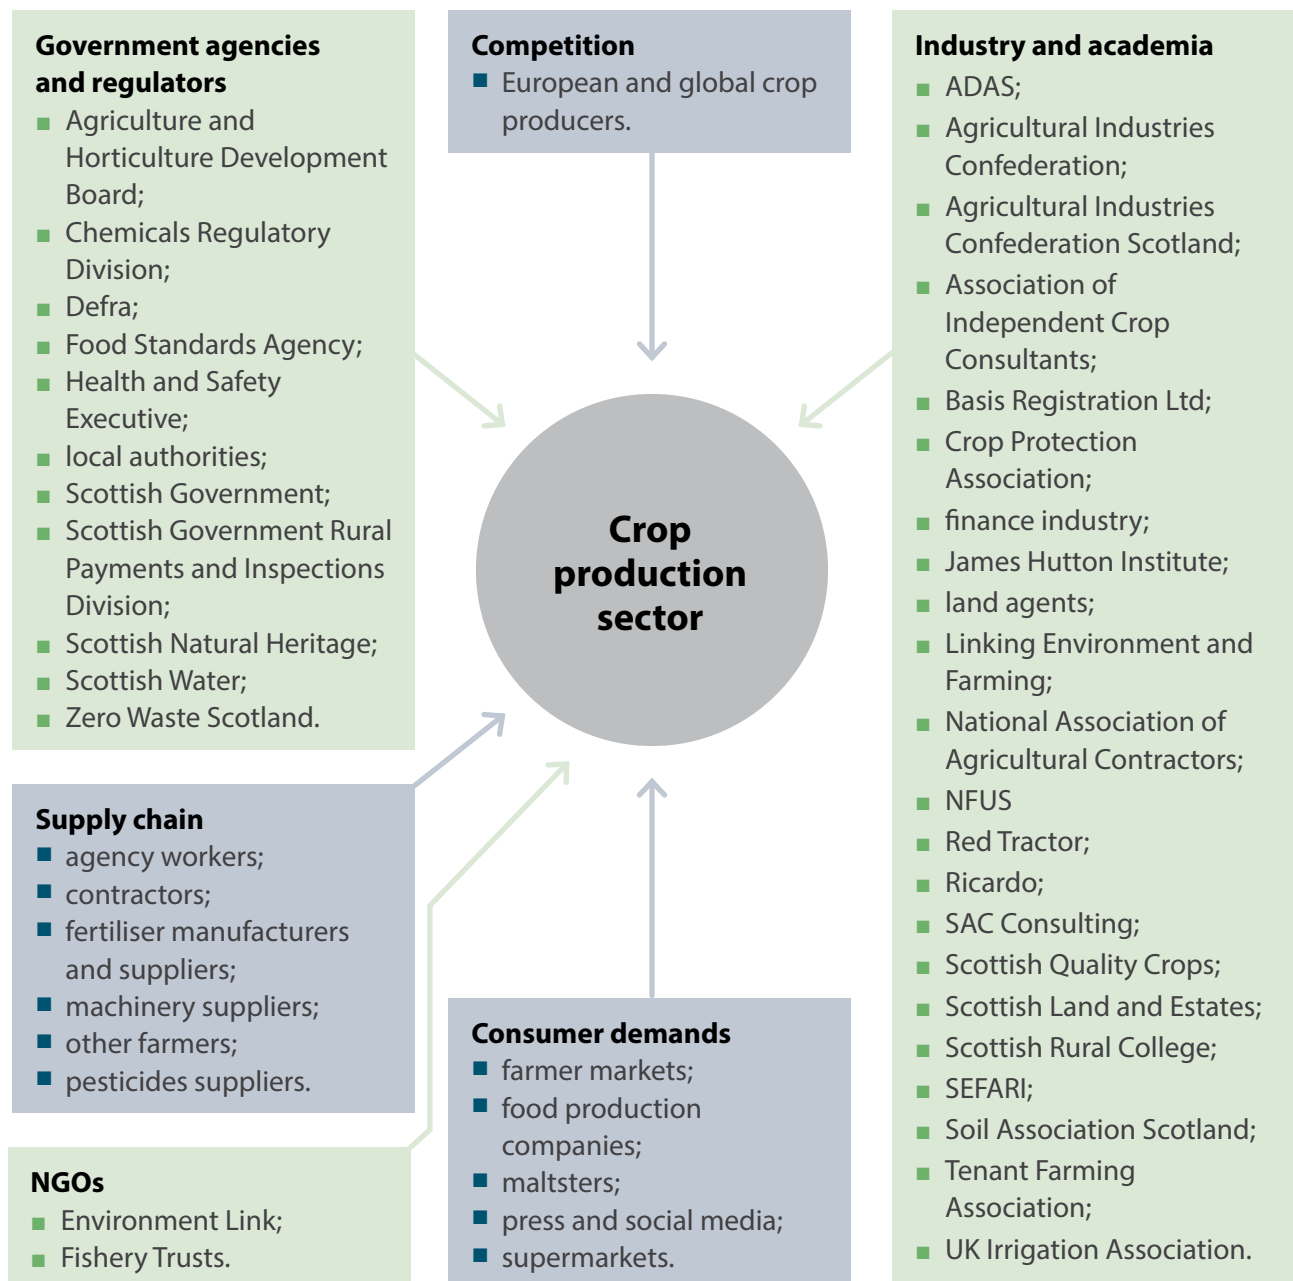 Government agencies
and regulators
■ Agriculture and
Horticulture Development
Board;
■ Chemicals Regulatory
Division;
■ Defra;
■ Food Standards Agency;
■ Health and Safety
Executive;
■ local authorities;
■ Scottish Government;
■ Scottish Government Rural
Payments and Inspections
Division;
■ Scottish Natural Heritage;
■ Scottish Water;
■ Zero Waste Scotland.
Competition
■ European and global crop
producers.
Industry and academia
■ ADAS;
■ Agricultural Industries
Confederation;
■ Agricultural Industries
Confederation Scotland;
■ Association of
Independent Crop
Consultants;
■ Basis Registration Ltd;
■ Crop Protection
Association;
■ finance industry;
■ James Hutton Institute;
■ land agents;
■ Linking Environment and
Farming;
■ National Association of
Agricultural Contractors;
■ NFUS
■ Red Tractor;
■ Ricardo;
■ SAC Consulting;
■ Scottish Quality Crops;
■ Scottish Land and Estates;
■ Scottish Rural College;
■ SEFARI;
■ Soil Association Scotland;
■ Tenant Farming
Association;
■ UK Irrigation Association.
Crop
production
sector
Supply chain
■ agency workers;
■ contractors;
■ fertiliser manufacturers
and suppliers;
■ machinery suppliers;
■ other farmers;
■ pesticides suppliers.
Consumer demands
■ farmer markets;
■ food production
companies;
■ maltsters;
■ press and social media;
■ supermarkets.
NGOs
■ Environment Link;
■ Fishery Trusts.